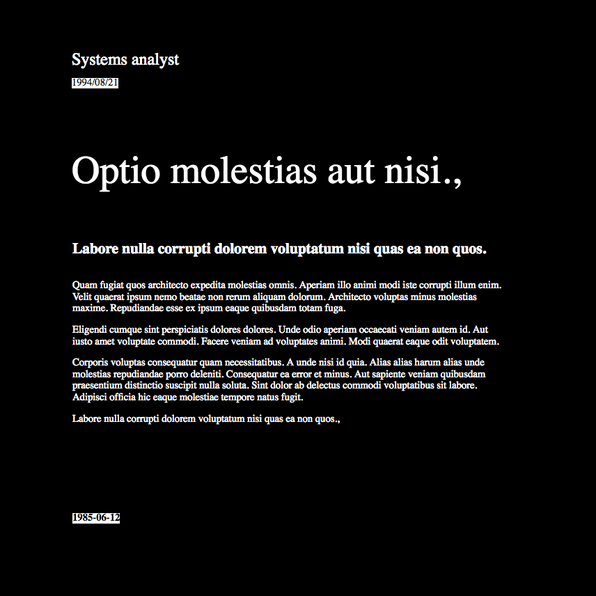 Systems analyst
1994/08/21
Optio molestias aut nisi.,
Labore nulla corrupti dolorem voluptatum nisi quas ea non quos.
Quam fugiat quos architecto expedita molestias omnis. Aperiam illo animi modi iste corrupti illum enim.
Velit quaerat ipsum nemo beatae non rerum aliquam dolorum. Architecto voluptas minus molestias
maxime. Repudiandae esse ex ipsum eaque quibusdam totam fuga.
Eligendi cumque sint perspiciatis dolores dolores. Unde odio aperiam occaecati veniam autem id. Aut
iusto amet voluptate commodi. Facere veniam ad voluptates animi. Modi quaerat eaque odit voluptatem.
Corporis voluptas consequatur quam necessitatibus. A unde nisi id quia. Alias alias harum alias unde
molestias repudiandae porro deleniti. Consequatur ea error et minus. Aut sapiente veniam quibusdam
praesentium distinctio suscipit nulla soluta. Sint dolor ab delectus commodi voluptatibus sit labore.
Adipisci officia hic eaque molestiae tempore natus fugit.
Labore nulla corrupti dolorem voluptatum nisi quas ea non quos.,
1985-06-12